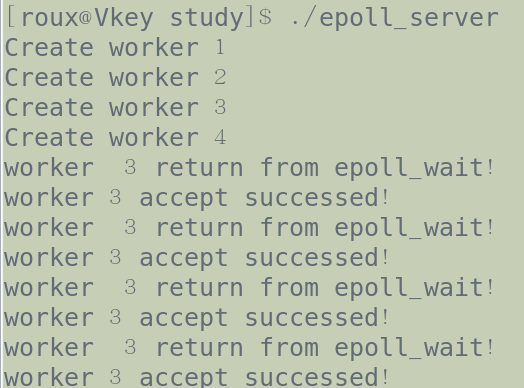 [roux@Vkey study]$ ./epoll_server
Create worker 1
Create worker 2
Create worker 3
Create worker 4
worker  3 return from epoll_wait!
worker 3 accept successed!
worker  3 return from epoll_wait!
worker 3 accept successed!
worker  3 return from epoll_wait!
worker 3 accept successed!
worker  3 return from epoll_wait!
worker 3 accept successed!